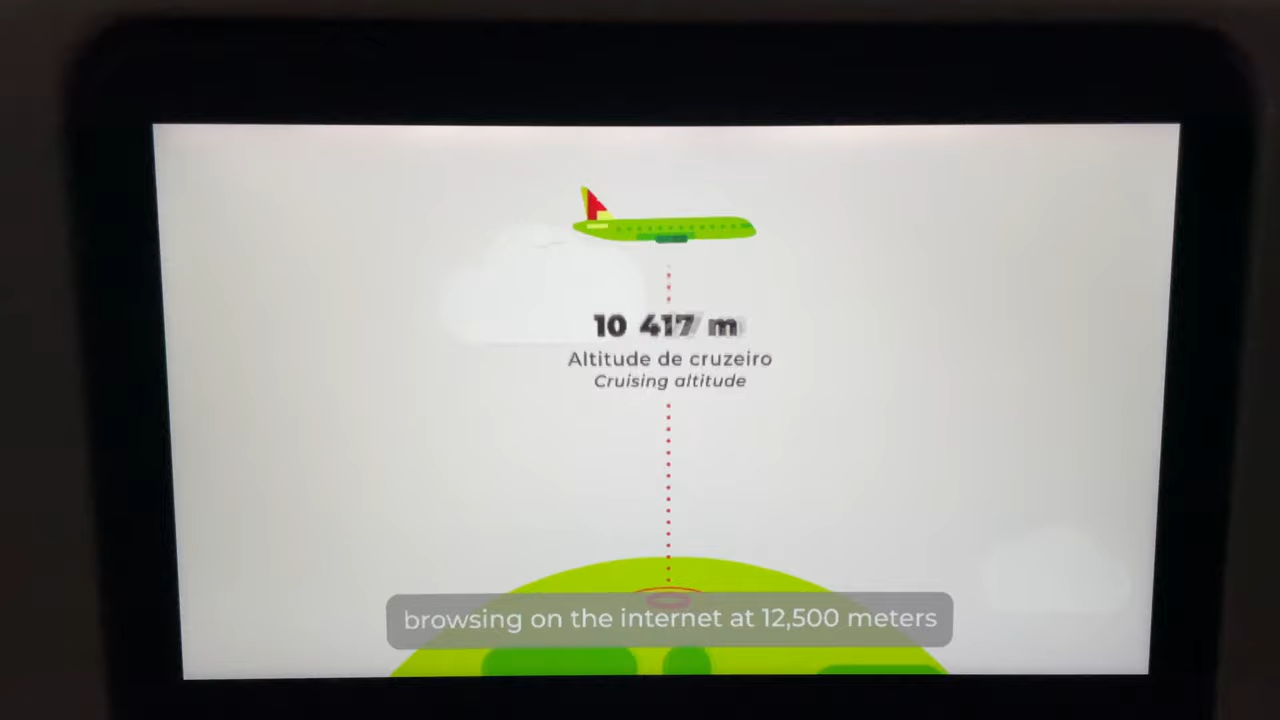 10 417 m
Altitude de cruzeiro
Cruising altitude
browsing on the internet at 12,500 meters